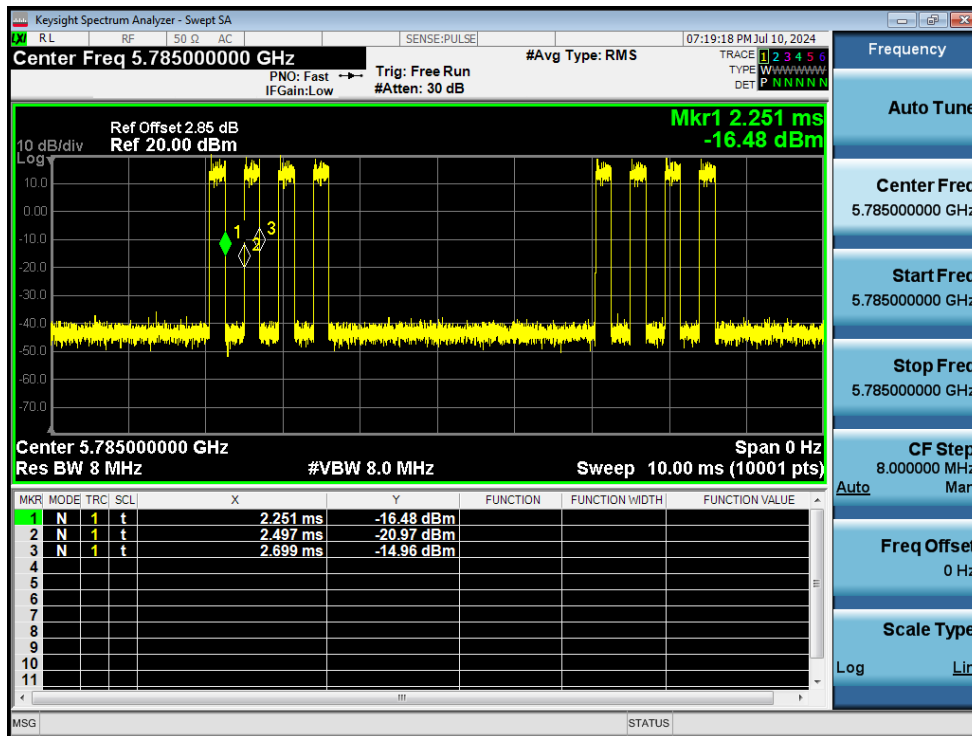 Keysight Spectrum Analyzer - Swept SA
LXI RL RF 50 Ω AC SENSE:PULSE 07:19:18 PM Jul 10, 2024
Center Freq 5.785000000 GHz #Avg Type: RMS TRACE 1 2 3 4 5 6
PNO: Fast Trig: Free Run TYPE WWWWWW
IFGain:Low #Atten: 30 dB DET P N N N N N
Mkr1 2.251 ms
Ref Offset 2.85 dB
10 dB/div Ref 20.00 dBm -16.48 dBm
Log
10.0
0.00
-10.0
-20.0
-30.0
-40.0
-50.0
-60.0
-70.0
1
2
3
Center 5.785000000 GHz Span 0 Hz
Res BW 8 MHz #VBW 8.0 MHz Sweep 10.00 ms (10001 pts)
MKR MODE TRC SCL X Y FUNCTION FUNCTION WIDTH FUNCTION VALUE
1 N 1 t 2.251 ms -16.48 dBm
2 N 1 t 2.497 ms -20.97 dBm
3 N 1 t 2.699 ms -14.96 dBm
4
5
6
7
8
9
10
11
MSG STATUS
Frequency
Auto Tune
Center Freq
5.785000000 GHz
Start Freq
5.785000000 GHz
Stop Freq
5.785000000 GHz
CF Step
8.000000 MHz
Auto Man
Freq Offset
0 Hz
Scale Type
Log Lin